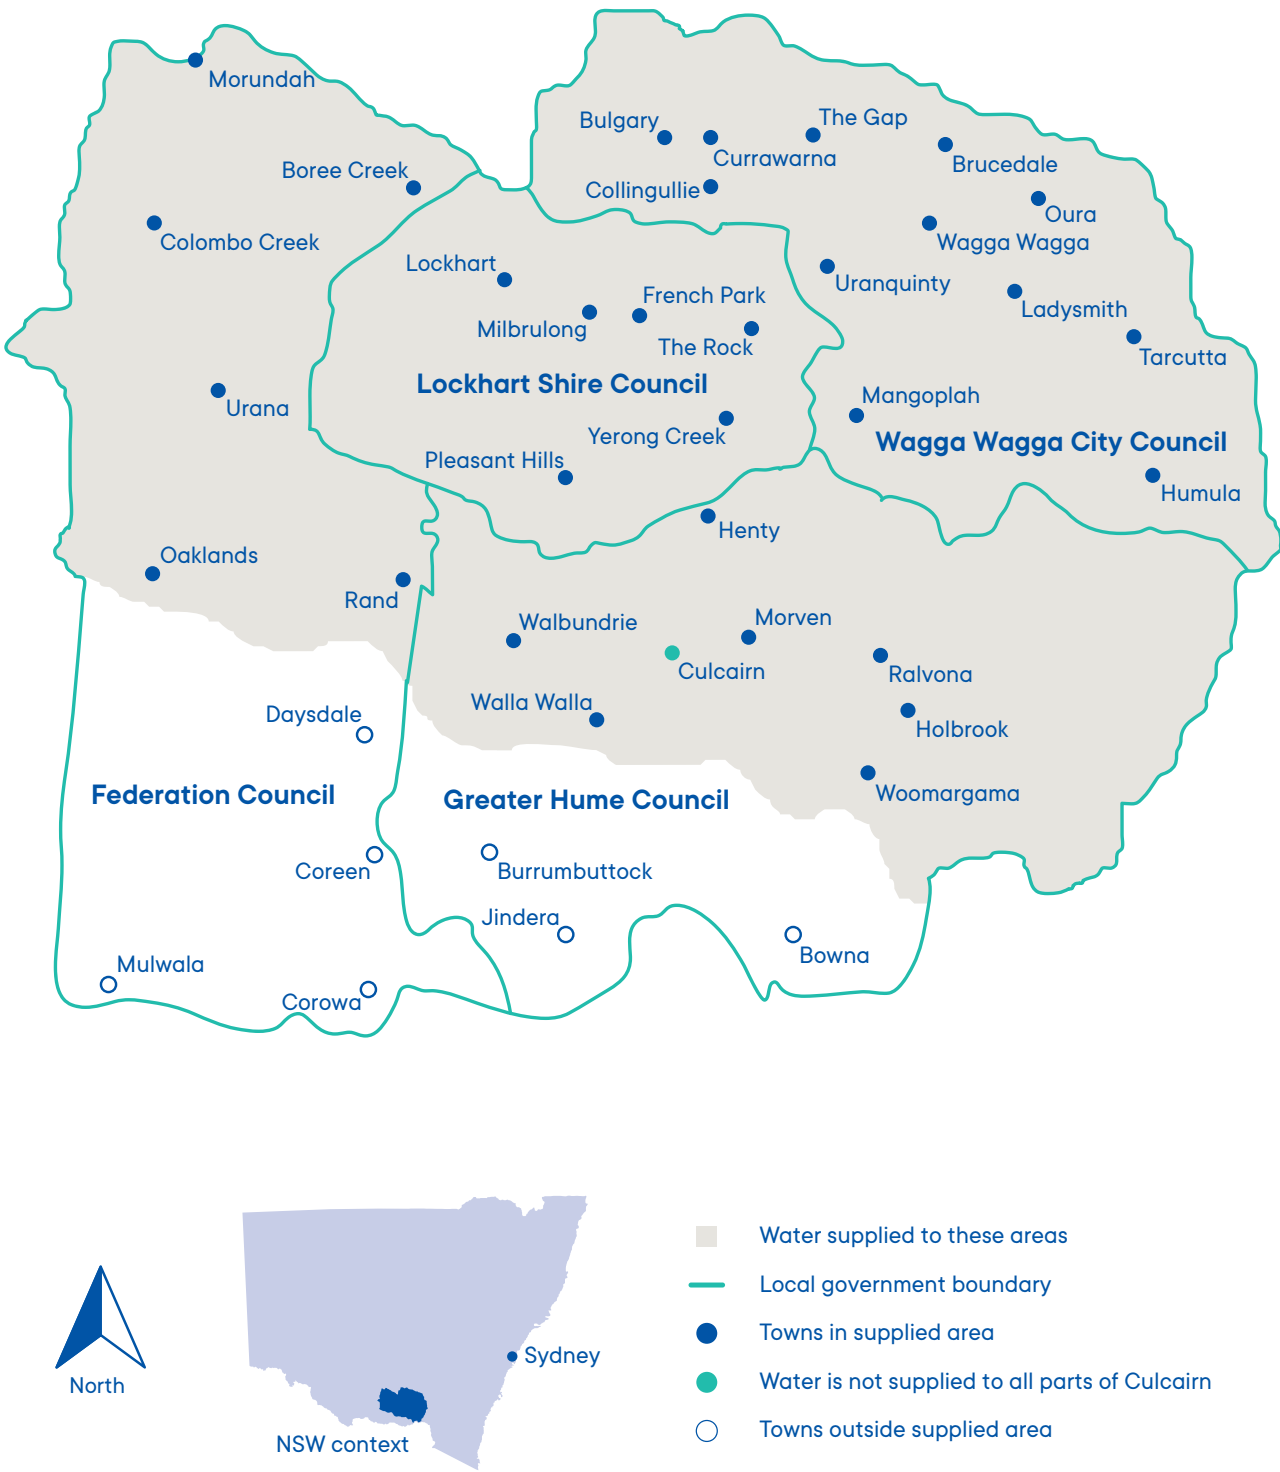 Morundah
Bulgary
The Gap
Currawarna
Brucedale
Boree Creek
Collingullie
Oura
Colombo Creek
Wagga Wagga
Lockhart
Uranquinty
French Park
Ladysmith
Milbrulong
The Rock
Tarcutta
Lockhart Shire Council
Mangoplah
Urana
Yerong Creek
Wagga Wagga City Council
Pleasant Hills
Humula
Henty
Oaklands
Rand
Walbundrie
Morven
Culcairn
Ralvona
Walla Walla
Daysdale
Holbrook
Federation Council
Greater Hume Council
Woomargama
Coreen
Burrumbuttock
Jindera
Bowna
Mulwala
Corowa
Water supplied to these areas
Local government boundary
Towns in supplied area
Water is not supplied to all parts of Culcairn
Towns outside supplied area
Sydney
North
NSW context